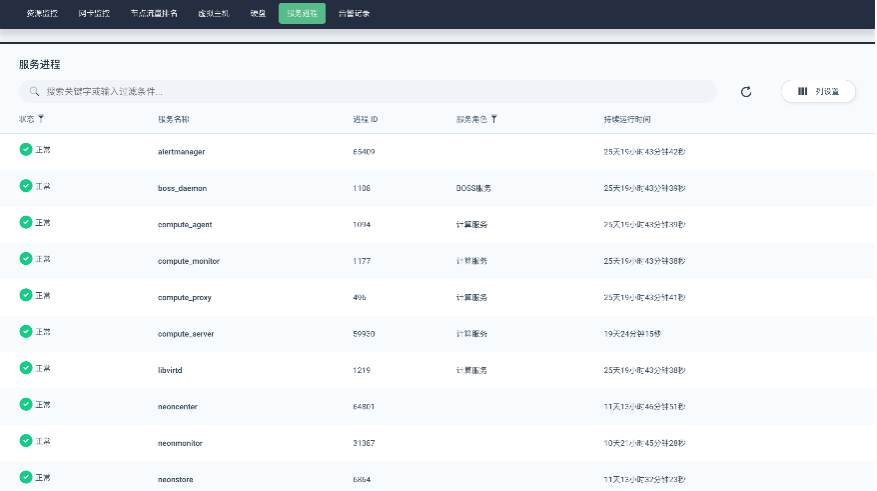 资源监控 网卡监控 节点流量排名 虚拟主机 硬盘 服务进程 告警记录
服务进程
搜索关键字或输入过滤条件... 列设置
状态 服务名称 进程 ID 服务角色 持续运行时间
正常 alertmanager 65409 25天19小时43分钟42秒
正常 boss_daemon 1108 BOSS服务 25天19小时43分钟39秒
正常 compute_agent 1094 计算服务 25天19小时43分钟39秒
正常 compute_monitor 1177 计算服务 25天19小时43分钟38秒
正常 compute_proxy 496 计算服务 25天19小时43分钟41秒
正常 compute_server 59930 计算服务 19天24分钟15秒
正常 libvirtd 1219 计算服务 25天19小时43分钟38秒
正常 neoncenter 64801 11天13小时46分钟51秒
正常 neonmonitor 31387 10天21小时45分钟28秒
正常 neonstore 6864 11天13小时32分钟23秒